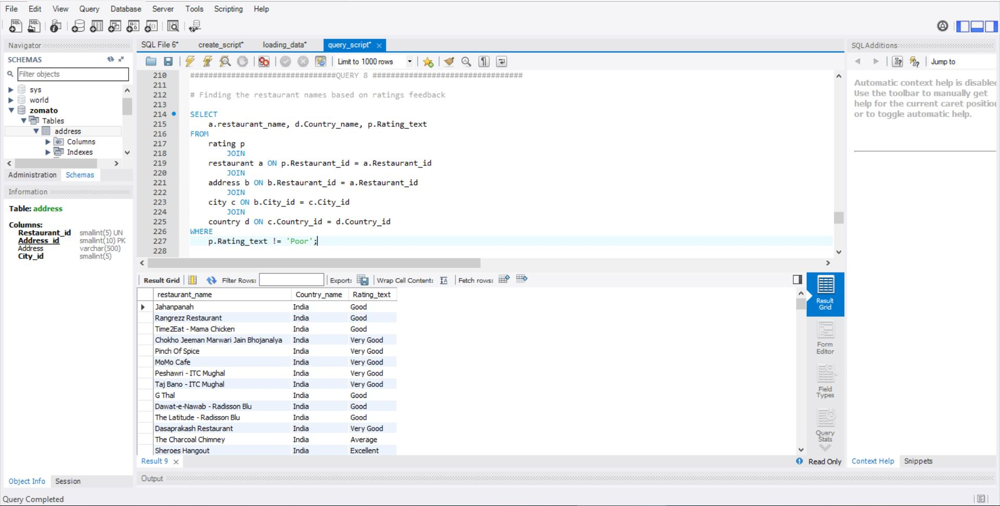 File Edit View Query Database Server Tools Scripting Help
Navigator
SCHEMAS
Filter objects
sys
world
zomato
Tables
address
Columns
Indexes
Administration Schemas
Information
Table: address
Columns:
Restaurant_id smallint(5) UN
Address_id smallint(10) PK
Address varchar(500)
City_id smallint(5)
Object Info Session
SQL File 6* create_script* loading_data* query_script*
Limit to 1000 rows
210 ################################QUERY 8 #################################
211
212 # Finding the restaurant names based on ratings feedback
213
214 SELECT
215 a.restaurant_name, d.Country_name, p.Rating_text
216 FROM
217 rating p
218 JOIN
219 restaurant a ON p.Restaurant_id = a.Restaurant_id
220 JOIN
221 address b ON b.Restaurant_id = a.Restaurant_id
222 JOIN
223 city c ON b.City_id = c.City_id
224 JOIN
225 country d ON c.Country_id = d.Country_id
226 WHERE
227 p.Rating_text != 'Poor';
228
Result Grid Filter Rows: Export: Wrap Cell Content: Fetch rows:
restaurant_name Country_name Rating_text
Jahanpanah India Good
Rangrezz Restaurant India Good
Time2Eat - Mama Chicken India Good
Chokho Jeeman Marwari Jain Bhojanalya India Very Good
Pinch Of Spice India Very Good
MoMo Cafe India Very Good
Peshawri - ITC Mughal India Very Good
Taj Bano - ITC Mughal India Very Good
G Thal India Good
Dawat-e-Nawab - Radisson Blu India Good
The Latitude - Radisson Blu India Good
Dasaprakash Restaurant India Very Good
The Charcoal Chimney India Average
Sheroes Hangout India Excellent
Result 9
Result
Grid
Form
Editor
Field
Types
Query
Stats
Read Only
Output
SQLAdditions
Jump to
Automatic context help is disabled
Use the toolbar to manually get
help for the current caret position
or to toggle automatic help.
Context Help Snippets
Query Completed